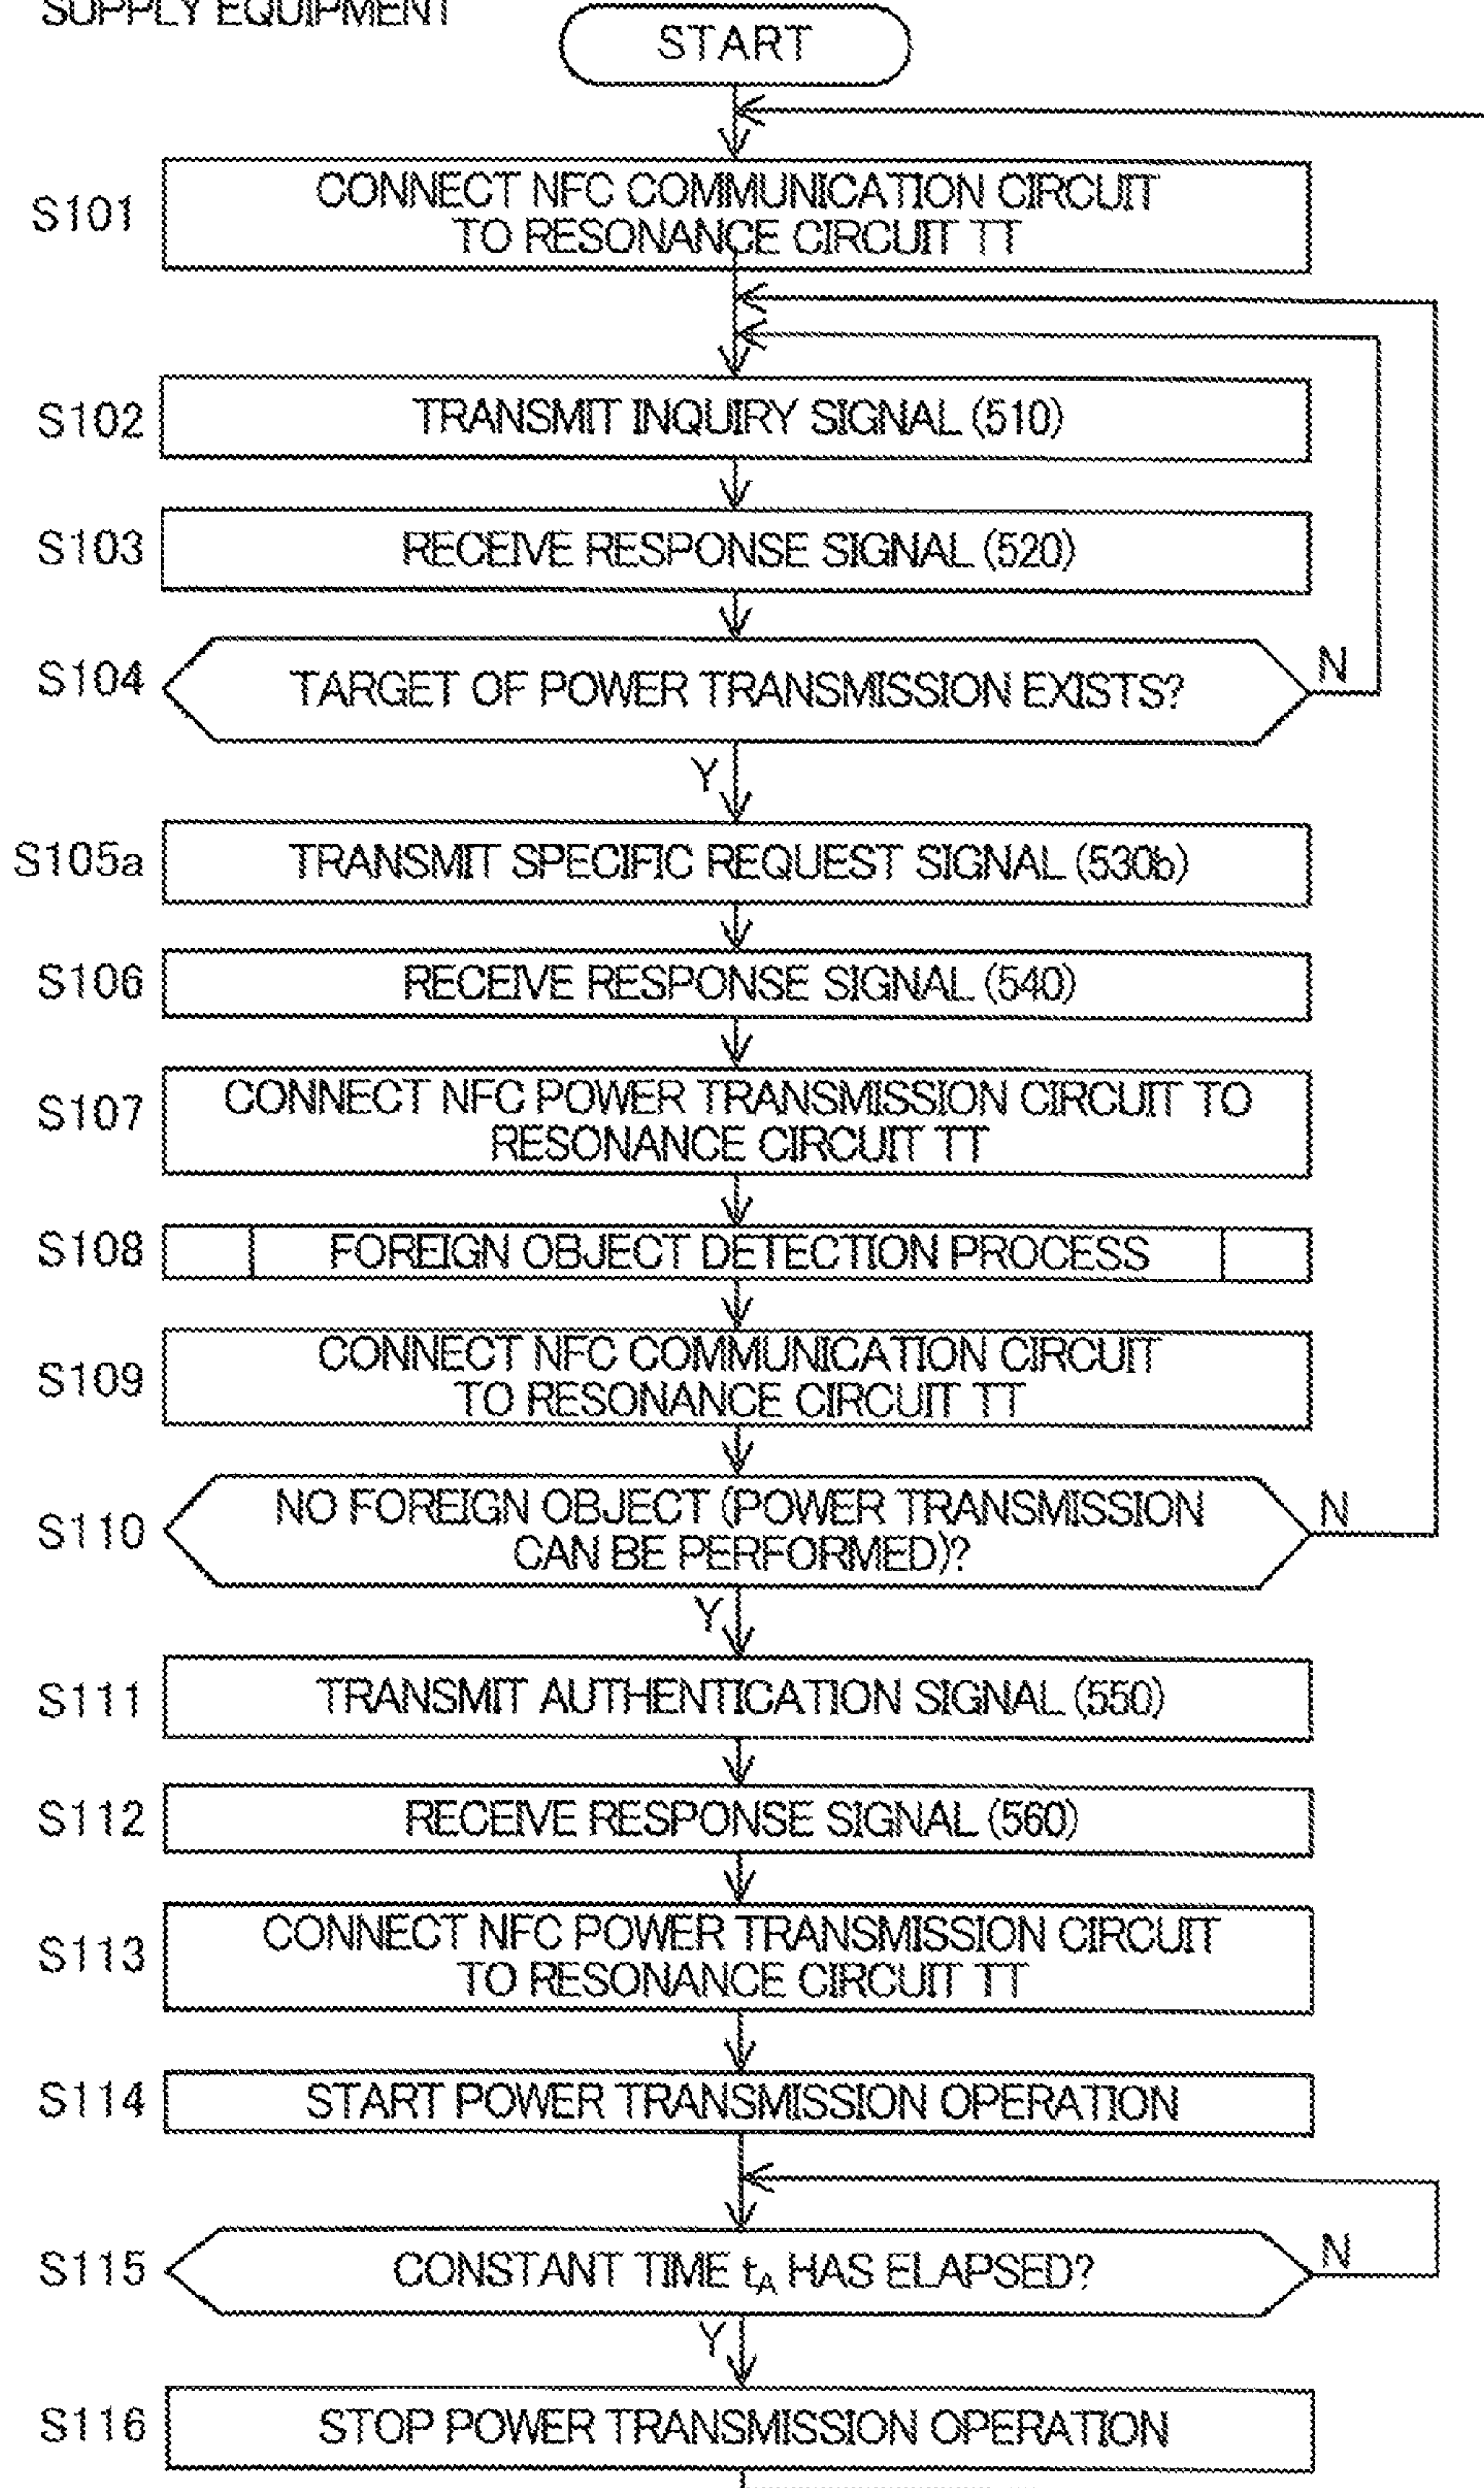 SUPPLY EQUIPMENT
START
S101
CONNECT NFC COMMUNICATION CIRCUIT
TO RESONANCE CIRCUIT TT
S102
TRANSMIT INQUIRY SIGNAL (510)
S103
RECEIVE RESPONSE SIGNAL (520)
S104
TARGET OF POWER TRANSMISSION EXISTS?
N
Y
S105a
TRANSMIT SPECIFIC REQUEST SIGNAL (530b)
S106
RECEIVE RESPONSE SIGNAL (540)
S107
CONNECT NFC POWER TRANSMISSION CIRCUIT TO
RESONANCE CIRCUIT TT
S108
FOREIGN OBJECT DETECTION PROCESS
S109
CONNECT NFC COMMUNICATION CIRCUIT
TO RESONANCE CIRCUIT TT
S110
NO FOREIGN OBJECT (POWER TRANSMISSION
CAN BE PERFORMED)?
N
Y
S111
TRANSMIT AUTHENTICATION SIGNAL (550)
S112
RECEIVE RESPONSE SIGNAL (560)
S113
CONNECT NFC POWER TRANSMISSION CIRCUIT
TO RESONANCE CIRCUIT TT
S114
START POWER TRANSMISSION OPERATION
S115
CONSTANT TIME tA HAS ELAPSED?
N
Y
S116
STOP POWER TRANSMISSION OPERATION